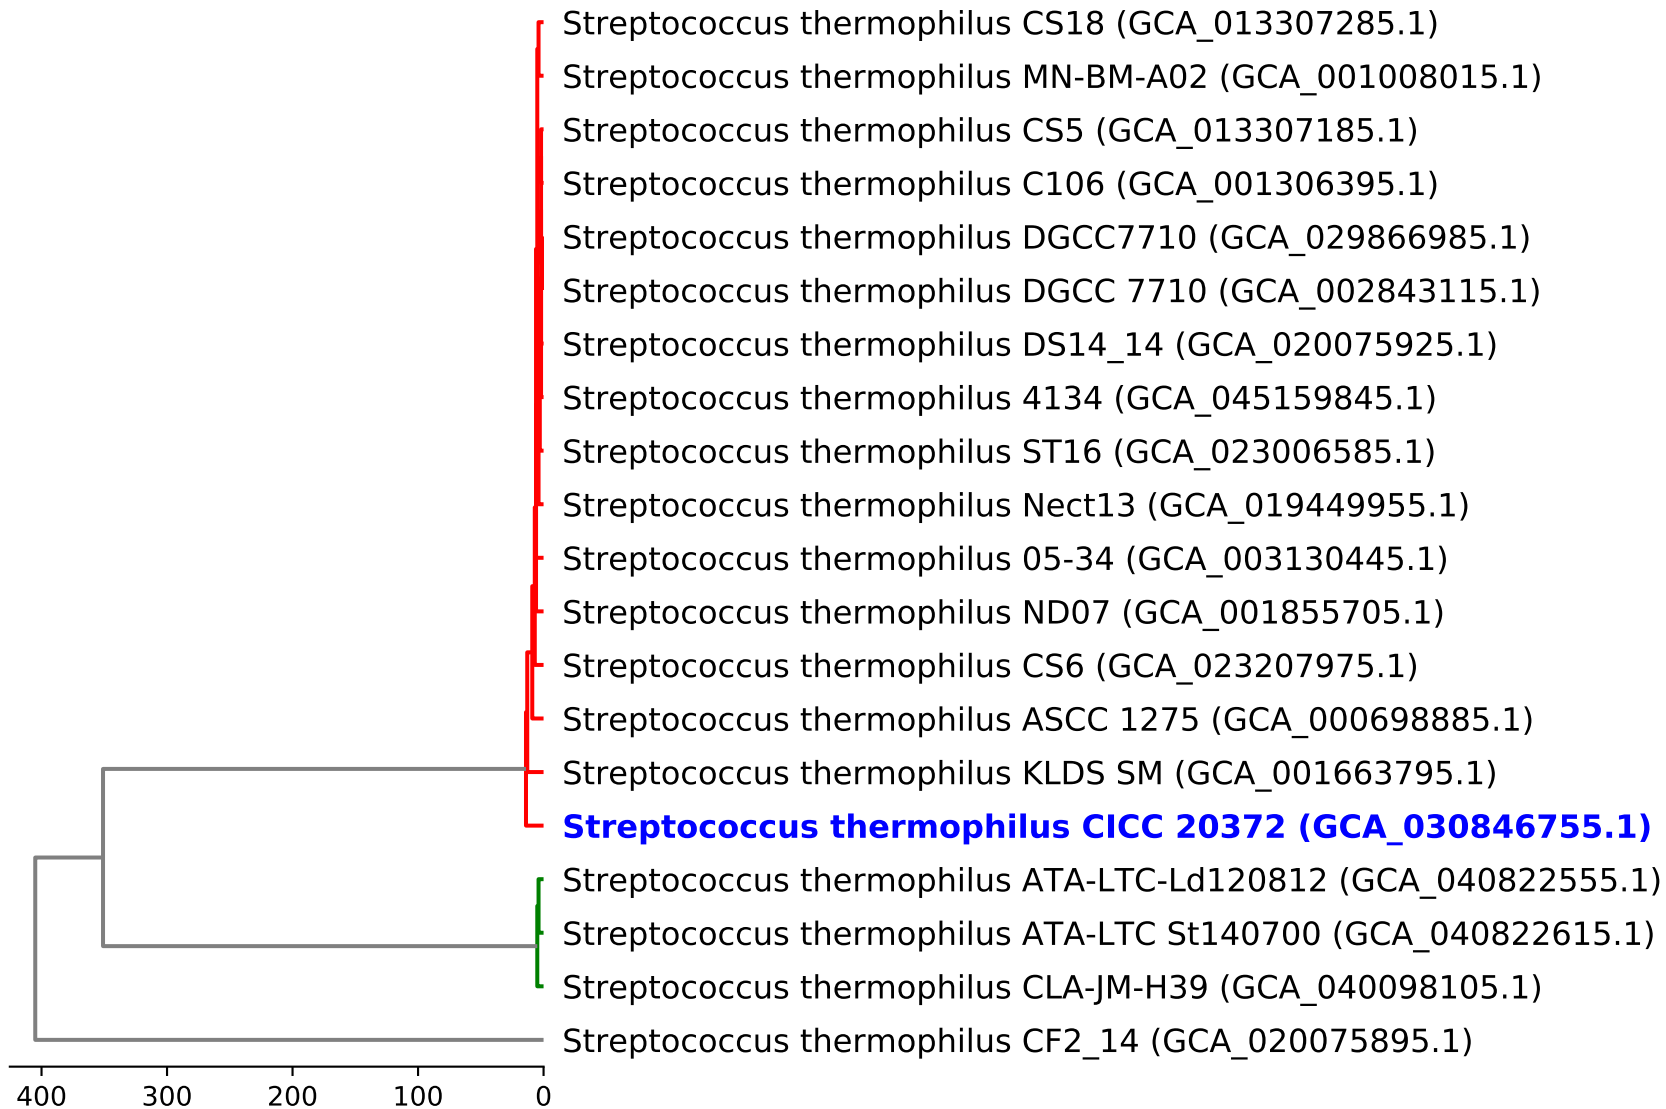 Streptococcus thermophilus CS18 (GCA_013307285.1)
Streptococcus thermophilus MN-BM-A02 (GCA_001008015.1)
Streptococcus thermophilus CS5 (GCA_013307185.1)
Streptococcus thermophilus C106 (GCA_001306395.1)
Streptococcus thermophilus DGCC7710 (GCA_029866985.1)
Streptococcus thermophilus DGCC 7710 (GCA_002843115.1)
Streptococcus thermophilus DS14_14 (GCA_020075925.1)
Streptococcus thermophilus 4134 (GCA_045159845.1)
Streptococcus thermophilus ST16 (GCA_023006585.1)
Streptococcus thermophilus Nect13 (GCA_019449955.1)
Streptococcus thermophilus 05-34 (GCA_003130445.1)
Streptococcus thermophilus ND07 (GCA_001855705.1)
Streptococcus thermophilus CS6 (GCA_023207975.1)
Streptococcus thermophilus ASCC 1275 (GCA_000698885.1)
Streptococcus thermophilus KLDS SM (GCA_001663795.1)
Streptococcus thermophilus CICC 20372 (GCA_030846755.1)
Streptococcus thermophilus ATA-LTC-Ld120812 (GCA_040822555.1)
Streptococcus thermophilus ATA-LTC St140700 (GCA_040822615.1)
Streptococcus thermophilus CLA-JM-H39 (GCA_040098105.1)
Streptococcus thermophilus CF2_14 (GCA_020075895.1)
400 300 200 100 0